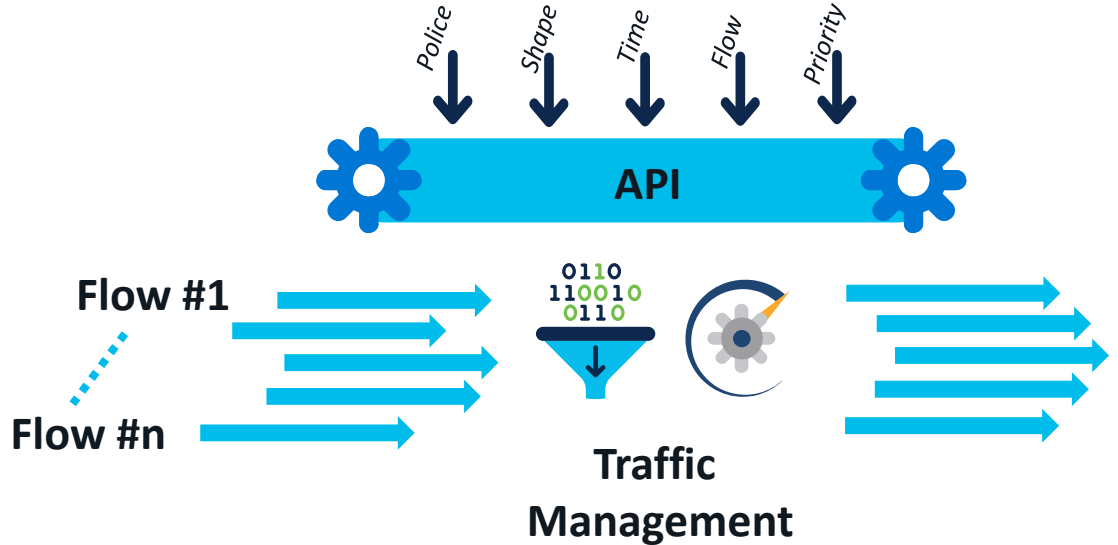 Police
Shape
Time
Flow
Priority
API
0110
110010
0110
Flow #1
Flow #n
Traffic
Management